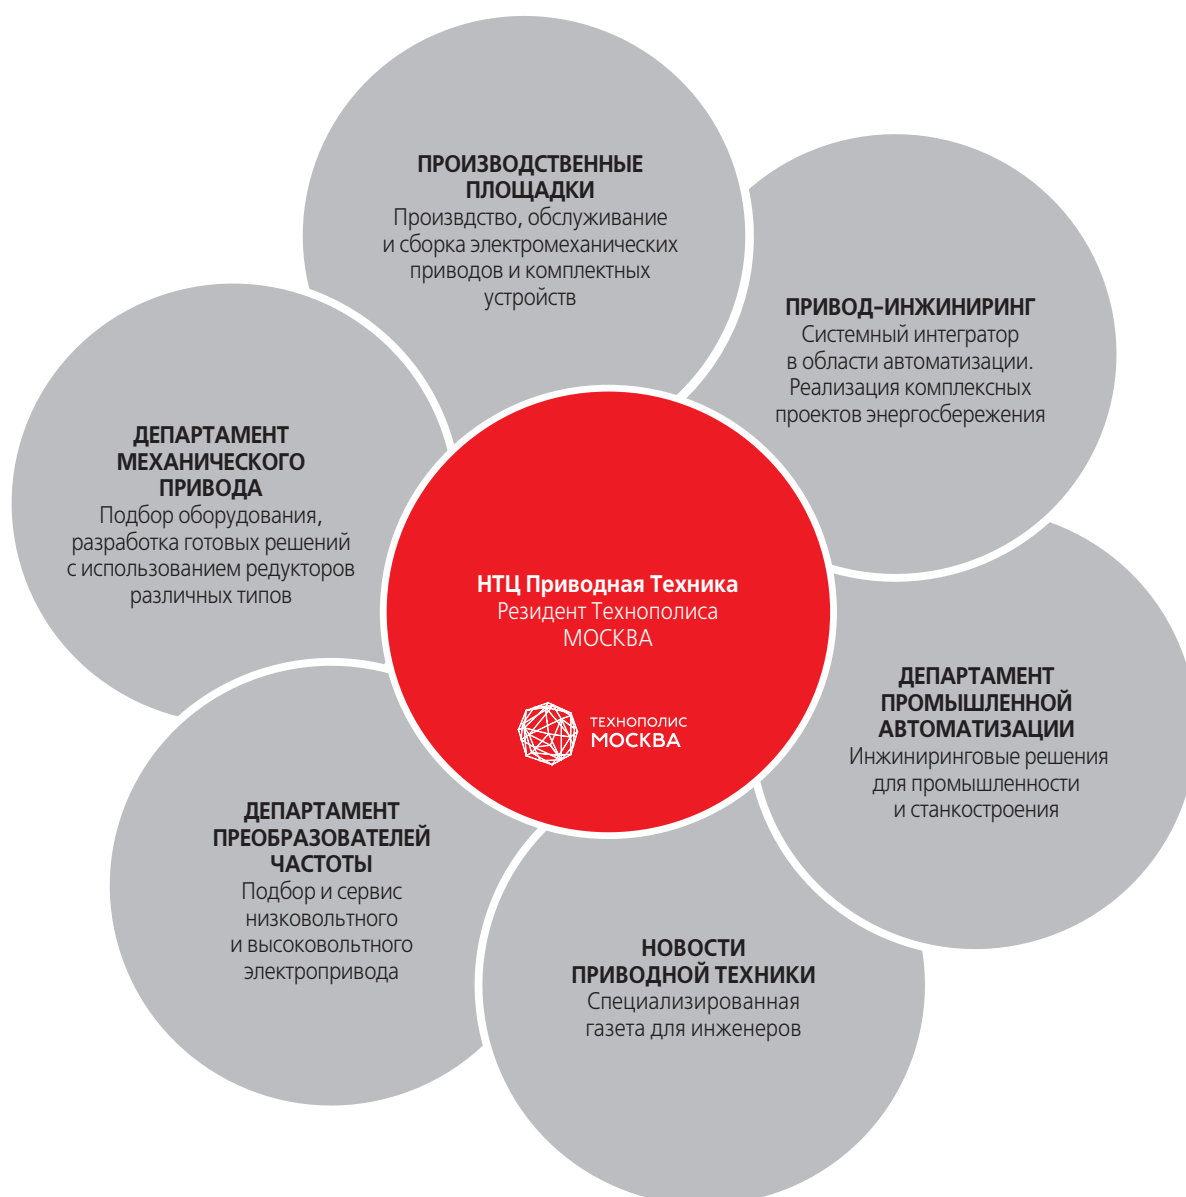 ПРОИЗВОДСТВЕННЫЕ
ПЛОЩАДКИ
Произвдство, обслуживание
и сборка электромеханических
приводов и комплектных
устройств
ПРИВОД-ИНЖИНИРИНГ
Системный интегратор
в области автоматизации.
Реализация комплексных
проектов энергосбережения
ДЕПАРТАМЕНТ
МЕХАНИЧЕСКОГО
ПРИВОДА
Подбор оборудования,
разработка готовых решений
с использованием редукторов
различных типов
НТЦ Приводная Техника
Резидент Технополиса
МОСКВА
ТЕХНОПОЛИС
МОСКВА
ДЕПАРТАМЕНТ
ПРОМЫШЛЕННОЙ
АВТОМАТИЗАЦИИ
Инжиниринговые решения
для промышленности
и станкостроения
ДЕПАРТАМЕНТ
ПРЕОБРАЗОВАТЕЛЕЙ
ЧАСТОТЫ
Подбор и сервис
низковольтного
и высоковольтного
электропривода
НОВОСТИ
ПРИВОДНОЙ ТЕХНИКИ
Специализированная
газета для инженеров